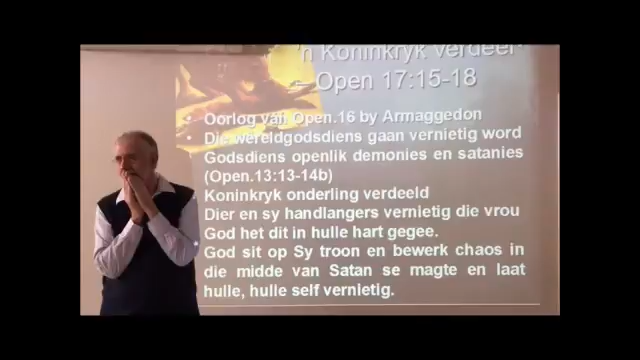 'n Koninkryk verdeel
– Open 17:15-18
• Oorlog van Open.16 by Armaggedon
• Die wêreldgodsdiens gaan vernietig word
Godsdiens openlik demonies en satanies
(Open.13:13-14b)
Koninkryk onderling verdeeld
Dier en sy handlangers vernietig die vrou
God het dit in hulle hart gegee.
God sit op Sy troon en bewerk chaos in
die midde van Satan se magte en laat
hulle, hulle self vernietig.